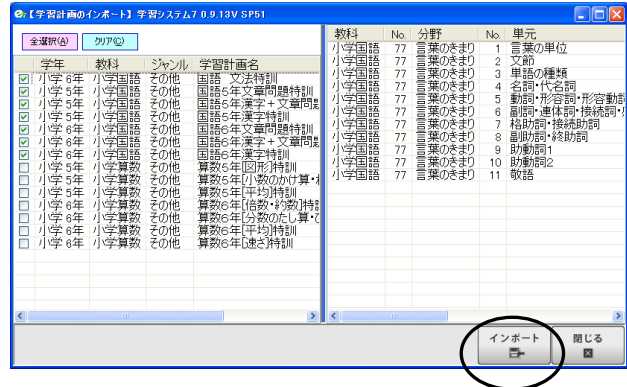 【学習計画のインポート】 学習システム7 0.9.13V SP51
全選択(A) クリア(C)
学年 教科 ジャンル 学習計画名
小学 6年 小学国語 その他 国語 文法特訓
小学 5年 小学国語 その他 国語5年文章問題特訓
小学 5年 小学国語 その他 国語5年漢字+文章問題
小学 5年 小学国語 その他 国語5年漢字特訓
小学 6年 小学国語 その他 国語6年文章問題特訓
小学 6年 小学国語 その他 国語6年漢字+文章問題
小学 6年 小学国語 その他 国語6年漢字特訓
小学 5年 小学算数 その他 算数5年[図形]特訓
小学 5年 小学算数 その他 算数5年[小数のかけ算・
小学 5年 小学算数 その他 算数5年[平均]特訓
小学 6年 小学算数 その他 算数6年[倍数・約数]特訓
小学 6年 小学算数 その他 算数6年[分数のたし算・ひ
小学 6年 小学算数 その他 算数6年[平均]特訓
小学 6年 小学算数 その他 算数6年[速さ]特訓
教科 No. 分野 No. 単元
小学国語 77 言葉のきまり 1 言葉の単位
小学国語 77 言葉のきまり 2 文節
小学国語 77 言葉のきまり 3 単語の種類
小学国語 77 言葉のきまり 4 名詞・代名詞
小学国語 77 言葉のきまり 5 動詞・形容詞・形容動詞
小学国語 77 言葉のきまり 6 副詞・連体詞・接続詞・
小学国語 77 言葉のきまり 7 格助詞・接続助詞
小学国語 77 言葉のきまり 8 副助詞・終助詞
小学国語 77 言葉のきまり 9 助動詞1
小学国語 77 言葉のきまり 10 助動詞2
小学国語 77 言葉のきまり 11 敬語
インポート 閉じる